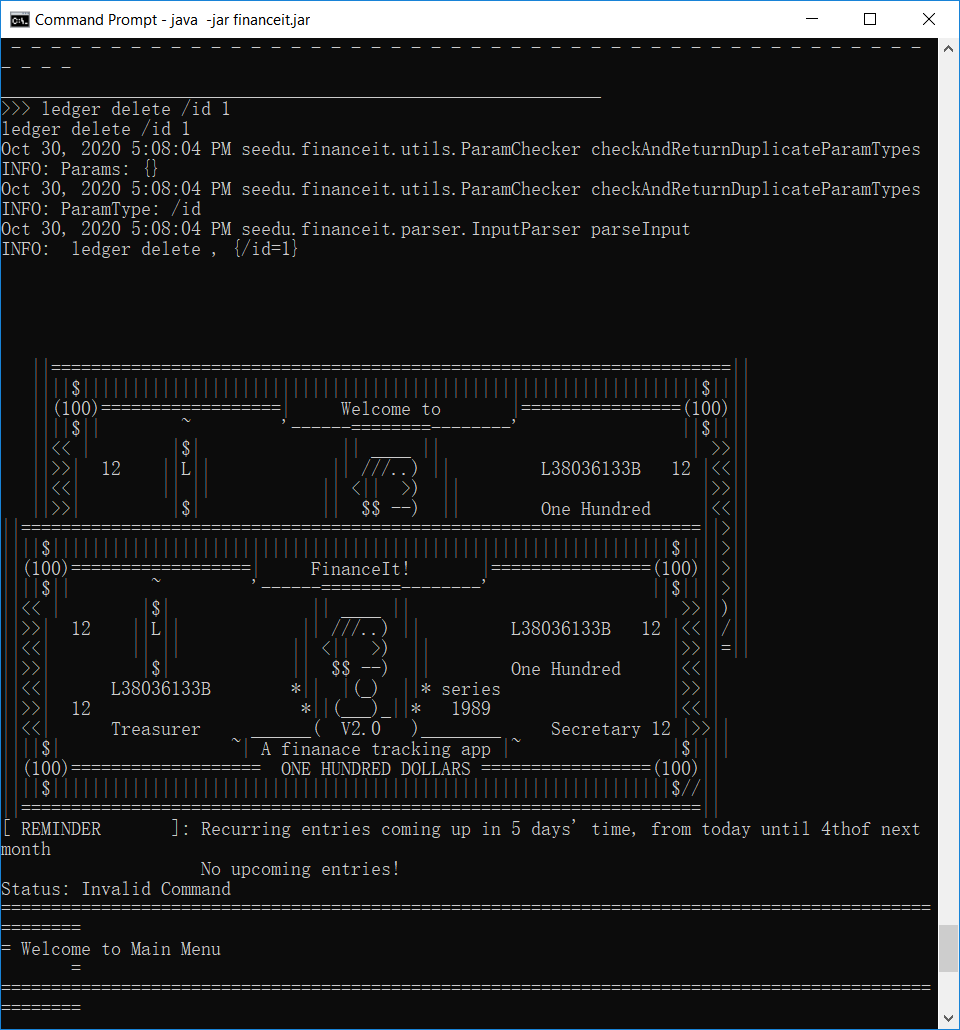 Command Prompt - java  -jar financeit.jar
_ _ _ _ _ _ _ _ _ _ _ _ _ _ _ _ _ _ _ _ _ _ _ _ _ _ _ _ _ _ _ _ _ _ _ _ _ _ _ _ _ _ _ _ _ _
_ _ _ _
____________________________________________________________
>>> ledger delete /id 1
ledger delete /id 1
Oct 30, 2020 5:08:04 PM seedu.financeit.utils.ParamChecker checkAndReturnDuplicateParamTypes
INFO: Params: {}
Oct 30, 2020 5:08:04 PM seedu.financeit.utils.ParamChecker checkAndReturnDuplicateParamTypes
INFO: ParamType: /id
Oct 30, 2020 5:08:04 PM seedu.financeit.parser.InputParser parseInput
INFO:  ledger delete , {/id=1}
||====================================================================||
||||$||||||||||||||||||||||||||||||||||||||||||||||||||||||||||||||$||||
||(100)==================|     Welcome to       |================(100)||
||||$||        ~         '------========--------'                ||$||||
||<< |        |$|              || ____ ||                         | >>||
||>>|  12    ||L||            || ///..) ||         L38036133B   12 |<<||
||<<|        || ||           || <||  >)  ||                        |>>||
||>>|         |$|            ||  $$ --)  ||        One Hundred     |<<||
||====================================================================|||>||
||||$||||||||||||||||||||||||||||||||||||||||||||||||||||||||||||||$|||| >||
||(100)==================|     FinanceIt!       |================(100)|| >||
||||$||        ~         '------========--------'                ||$|||| >||
||<< |        |$|              || ____ ||                         | >>|| )||
||>>|  12    ||L||            || ///..) ||         L38036133B   12 |<<|| /||
||<<|        || ||           || <||  >)  ||                        |>>|| =||
||>>|         |$|            ||  $$ --)  ||        One Hundred     |<<||
||<<|      L38036133B        *||  |(_)  ||* series                 |>>||
||>>|  12                     *||(___)_||*   1989                  |<<||
||<<|      Treasurer     ______(  V2.0   )________     Secretary 12 |>>||
||||$|                 ~| A finanace tracking app |~               |$||||
||(100)===================  ONE HUNDRED DOLLARS =================(100)
||||$||||||||||||||||||||||||||||||||||||||||||||||||||||||||||||||$//
||====================================================================||
[ REMINDER       ]: Recurring entries coming up in 5 days' time, from today until 4thof next
month
No upcoming entries!
Status: Invalid Command
=============================================================================================
========
= Welcome to Main Menu
=
=============================================================================================
========